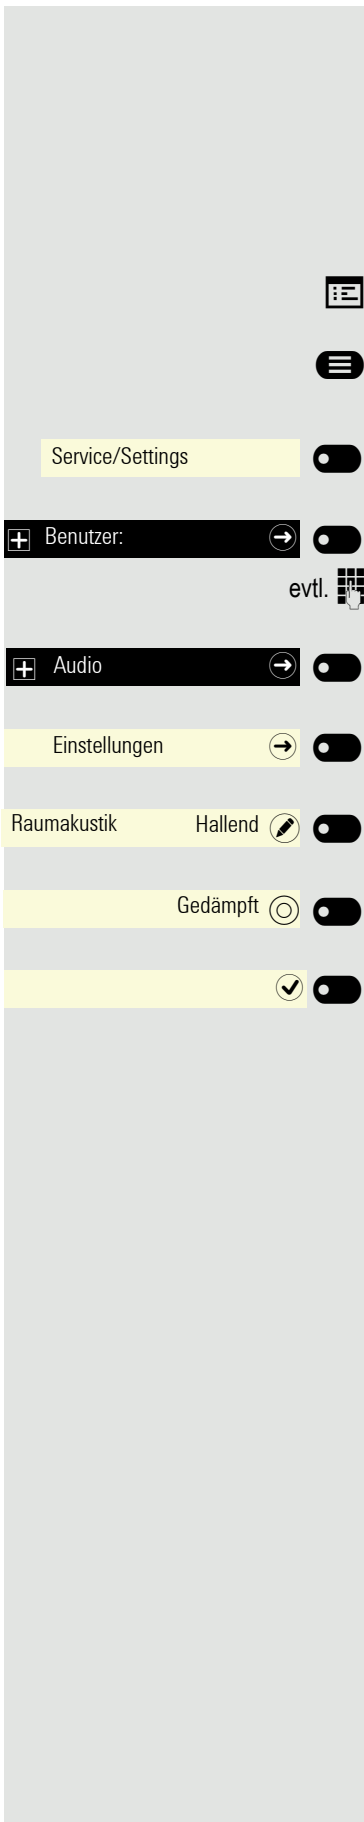 Service/Settings
Benutzer:
evtl.
Audio
Einstellungen
Raumakustik Hallend
Gedämpft